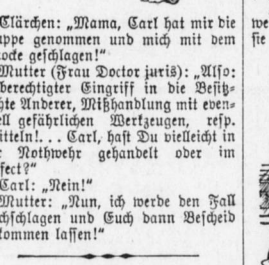 Clärchen: „Mama, Carl hat mir die
uppe genommen und mich mit dem
ocke geschlagen!“
Mutter (Frau Doctor juris): „Also:
berechtigter Eingriff in die Besitz-
hte Anderer, Mißhandlung mit even-
ell gefährlichen Werkzeugen, resp.
itteln!... Carl, hast Du vielleicht in
r Nothwehr gehandelt oder im
fect?“
Carl: „Nein!“
Mutter: „Nun, ich werde den Fall
chschlagen und Euch dann Bescheid
kommen lassen!“
we
sie